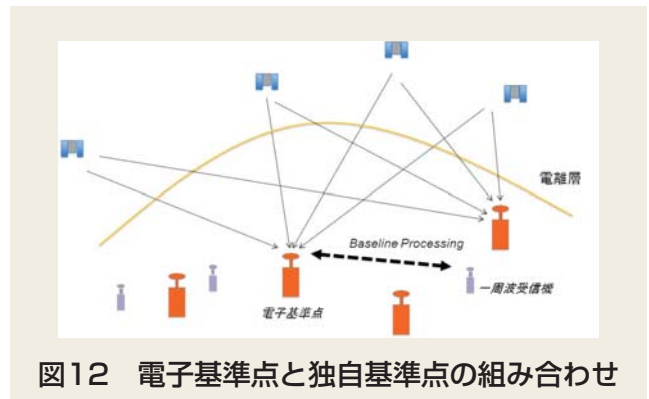 電離層
Baseline Processing
一周波受信機
電子基準点
図12　電子基準点と独自基準点の組み合わせ